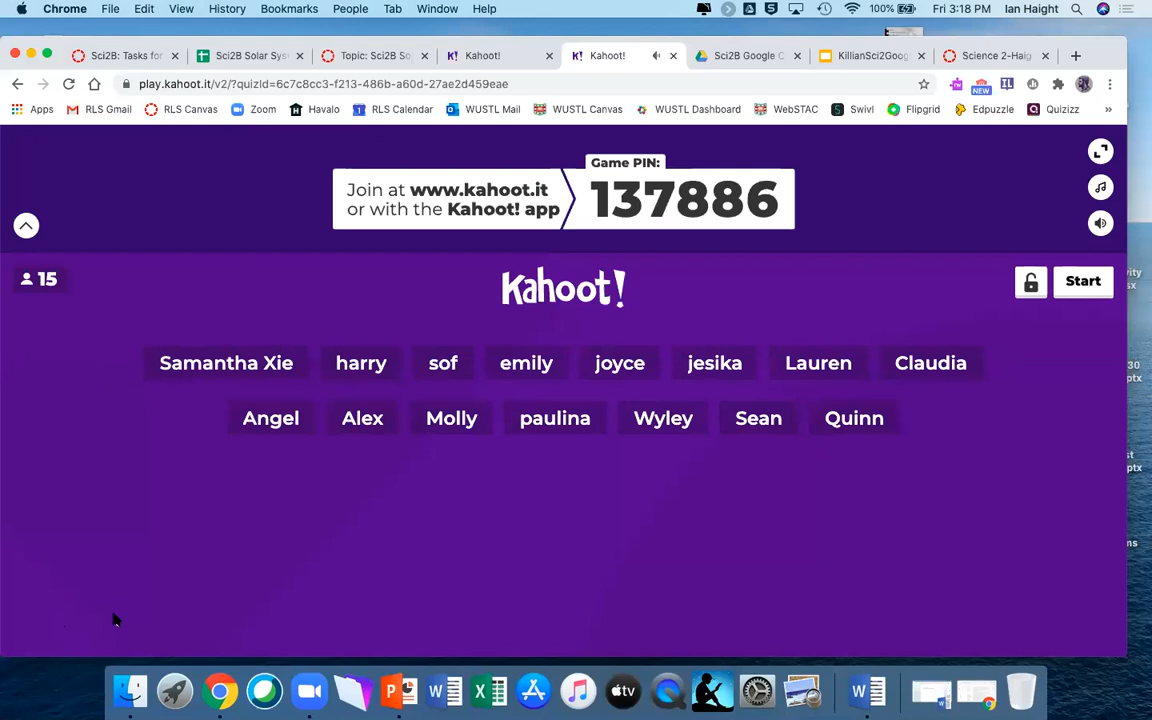 Chrome File Edit View History Bookmarks People Tab Window Help 100% Fri 3:18 PM Ian Haight
Sci2B: Tasks for
Sci2B Solar Sys
Topic: Sci2B So
Kahoot!
Kahoot!
Sci2B Google C
KillianSci2Goog
Science 2-Haig
play.kahoot.it/v2/?quizId=6c7c8cc3-f213-486b-a60d-27ae2d459eae
NEW
Apps RLS Gmail RLS Canvas Zoom Havalo RLS Calendar WUSTL Mail WUSTL Canvas WUSTL Dashboard WebSTAC Swivl Flipgrid Edpuzzle Quizizz »
Game PIN:
Join at www.kahoot.it
or with the Kahoot! app
137886
15
Kahoot!
Start
Samantha Xie harry sof emily joyce jesika Lauren Claudia
Angel Alex Molly paulina Wyley Sean Quinn